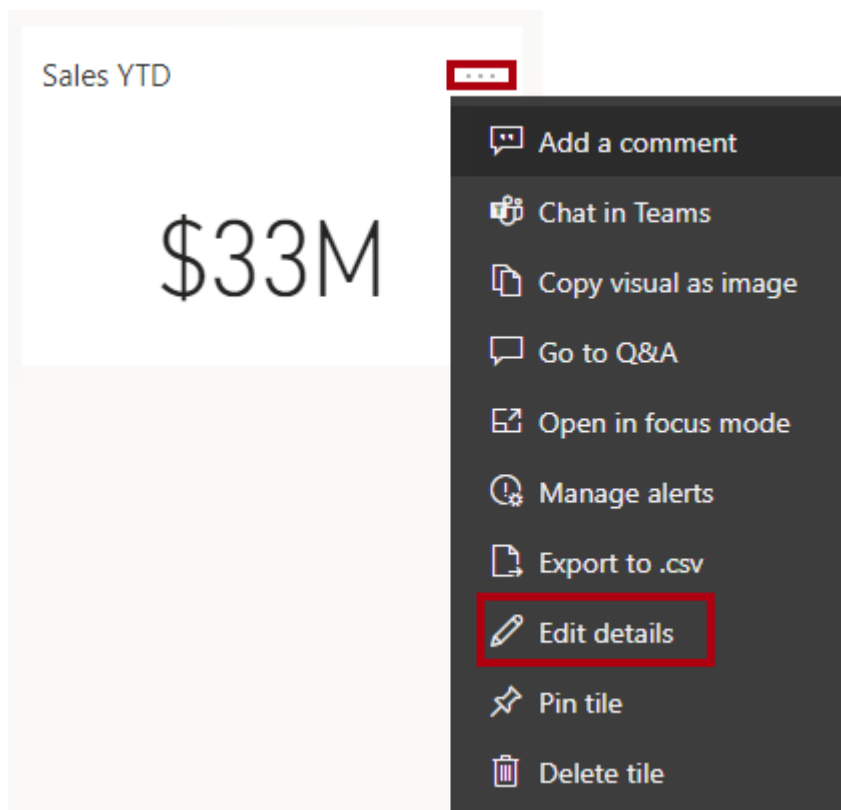 Sales YTD
...
$33M
Add a comment
Chat in Teams
Copy visual as image
Go to Q&A
Open in focus mode
Manage alerts
Export to .csv
Edit details
Pin tile
Delete tile